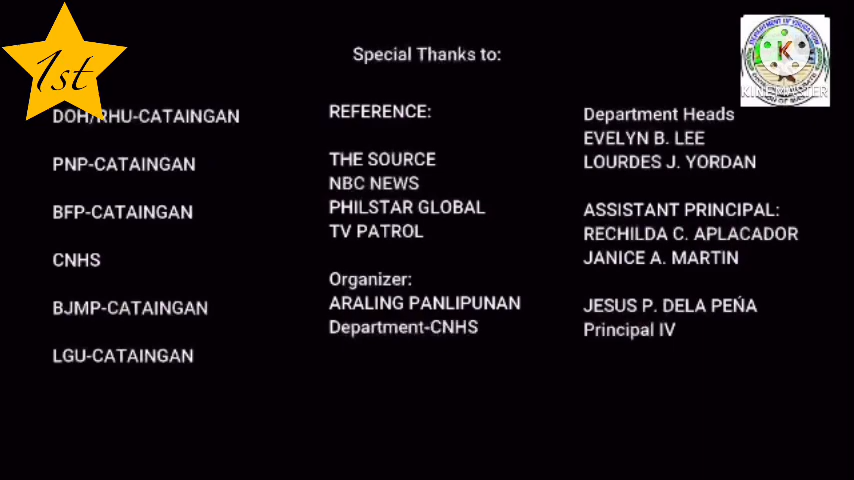 1st
Special Thanks to:
DOH/RHU-CATAINGAN
PNP-CATAINGAN
BFP-CATAINGAN
CNHS
BJMP-CATAINGAN
LGU-CATAINGAN
REFERENCE:
THE SOURCE
NBC NEWS
PHILSTAR GLOBAL
TV PATROL
Organizer:
ARALING PANLIPUNAN
Department-CNHS
K
KINEMASTER
Department Heads
EVELYN B. LEE
LOURDES J. YORDAN
ASSISTANT PRINCIPAL:
RECHILDA C. APLACADOR
JANICE A. MARTIN
JESUS P. DELA PEŃA
Principal IV